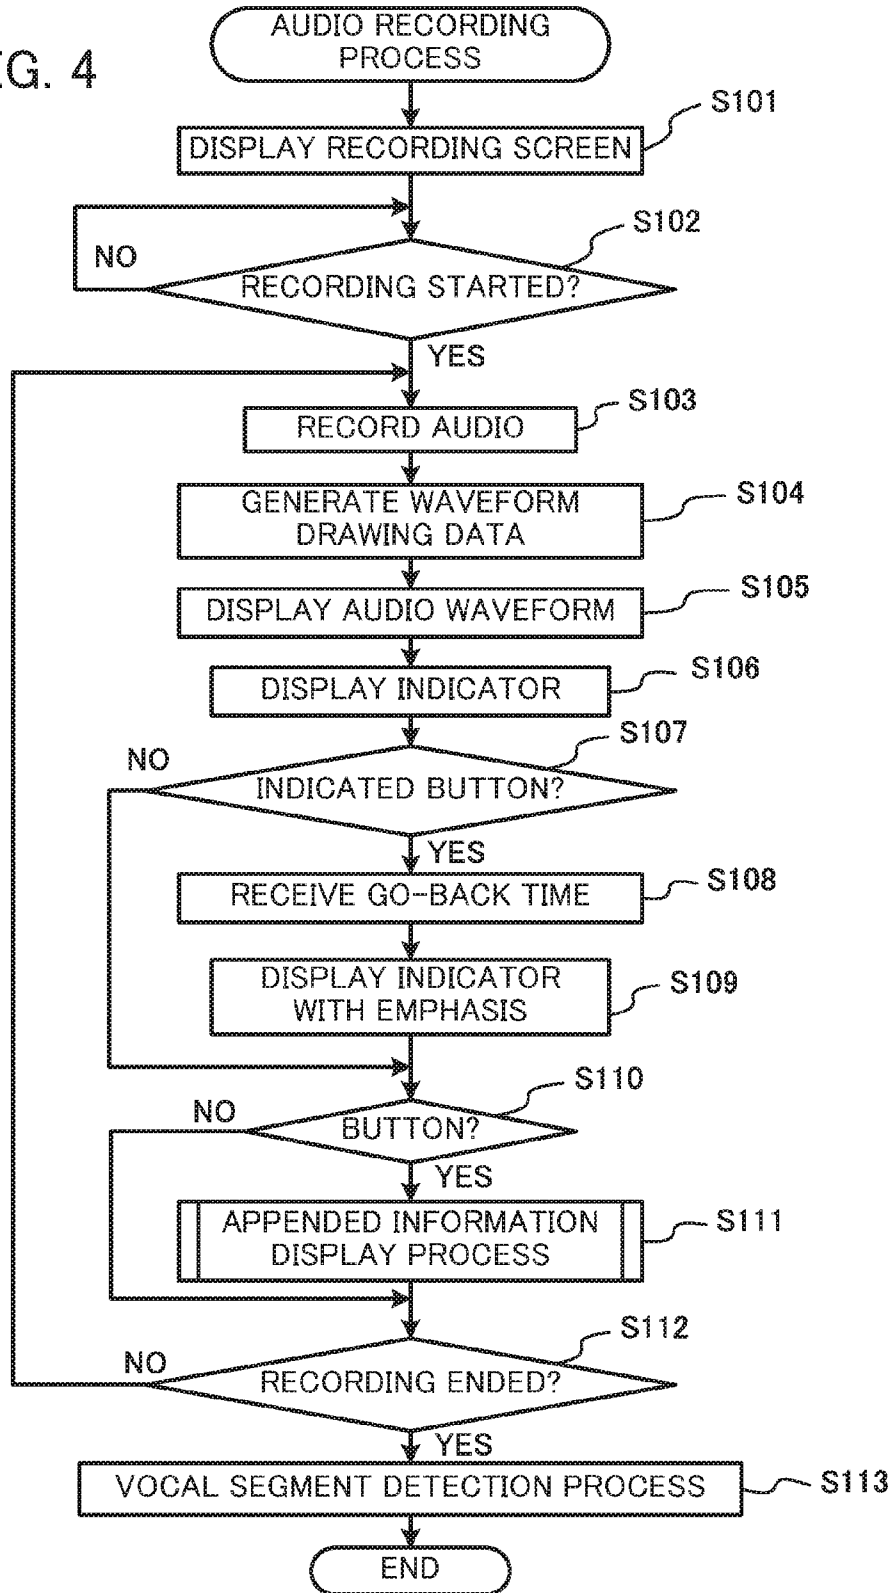 AUDIO RECORDING
PROCESS
IG. 4
S101
DISPLAY RECORDING SCREEN
S102
NO
RECORDING STARTED?
YES
S103
RECORD AUDIO
S104
GENERATE WAVEFORM
DRAWING DATA
S105
DISPLAY AUDIO WAVEFORM
S106
DISPLAY INDICATOR
S107
NO
INDICATED BUTTON?
YES
S108
RECEIVE GO-BACK TIME
S109
DISPLAY INDICATOR
WITH EMPHASIS
S110
NO
BUTTON?
YES
S111
APPENDED INFORMATION
DISPLAY PROCESS
S112
NO
RECORDING ENDED?
YES
S113
VOCAL SEGMENT DETECTION PROCESS
END